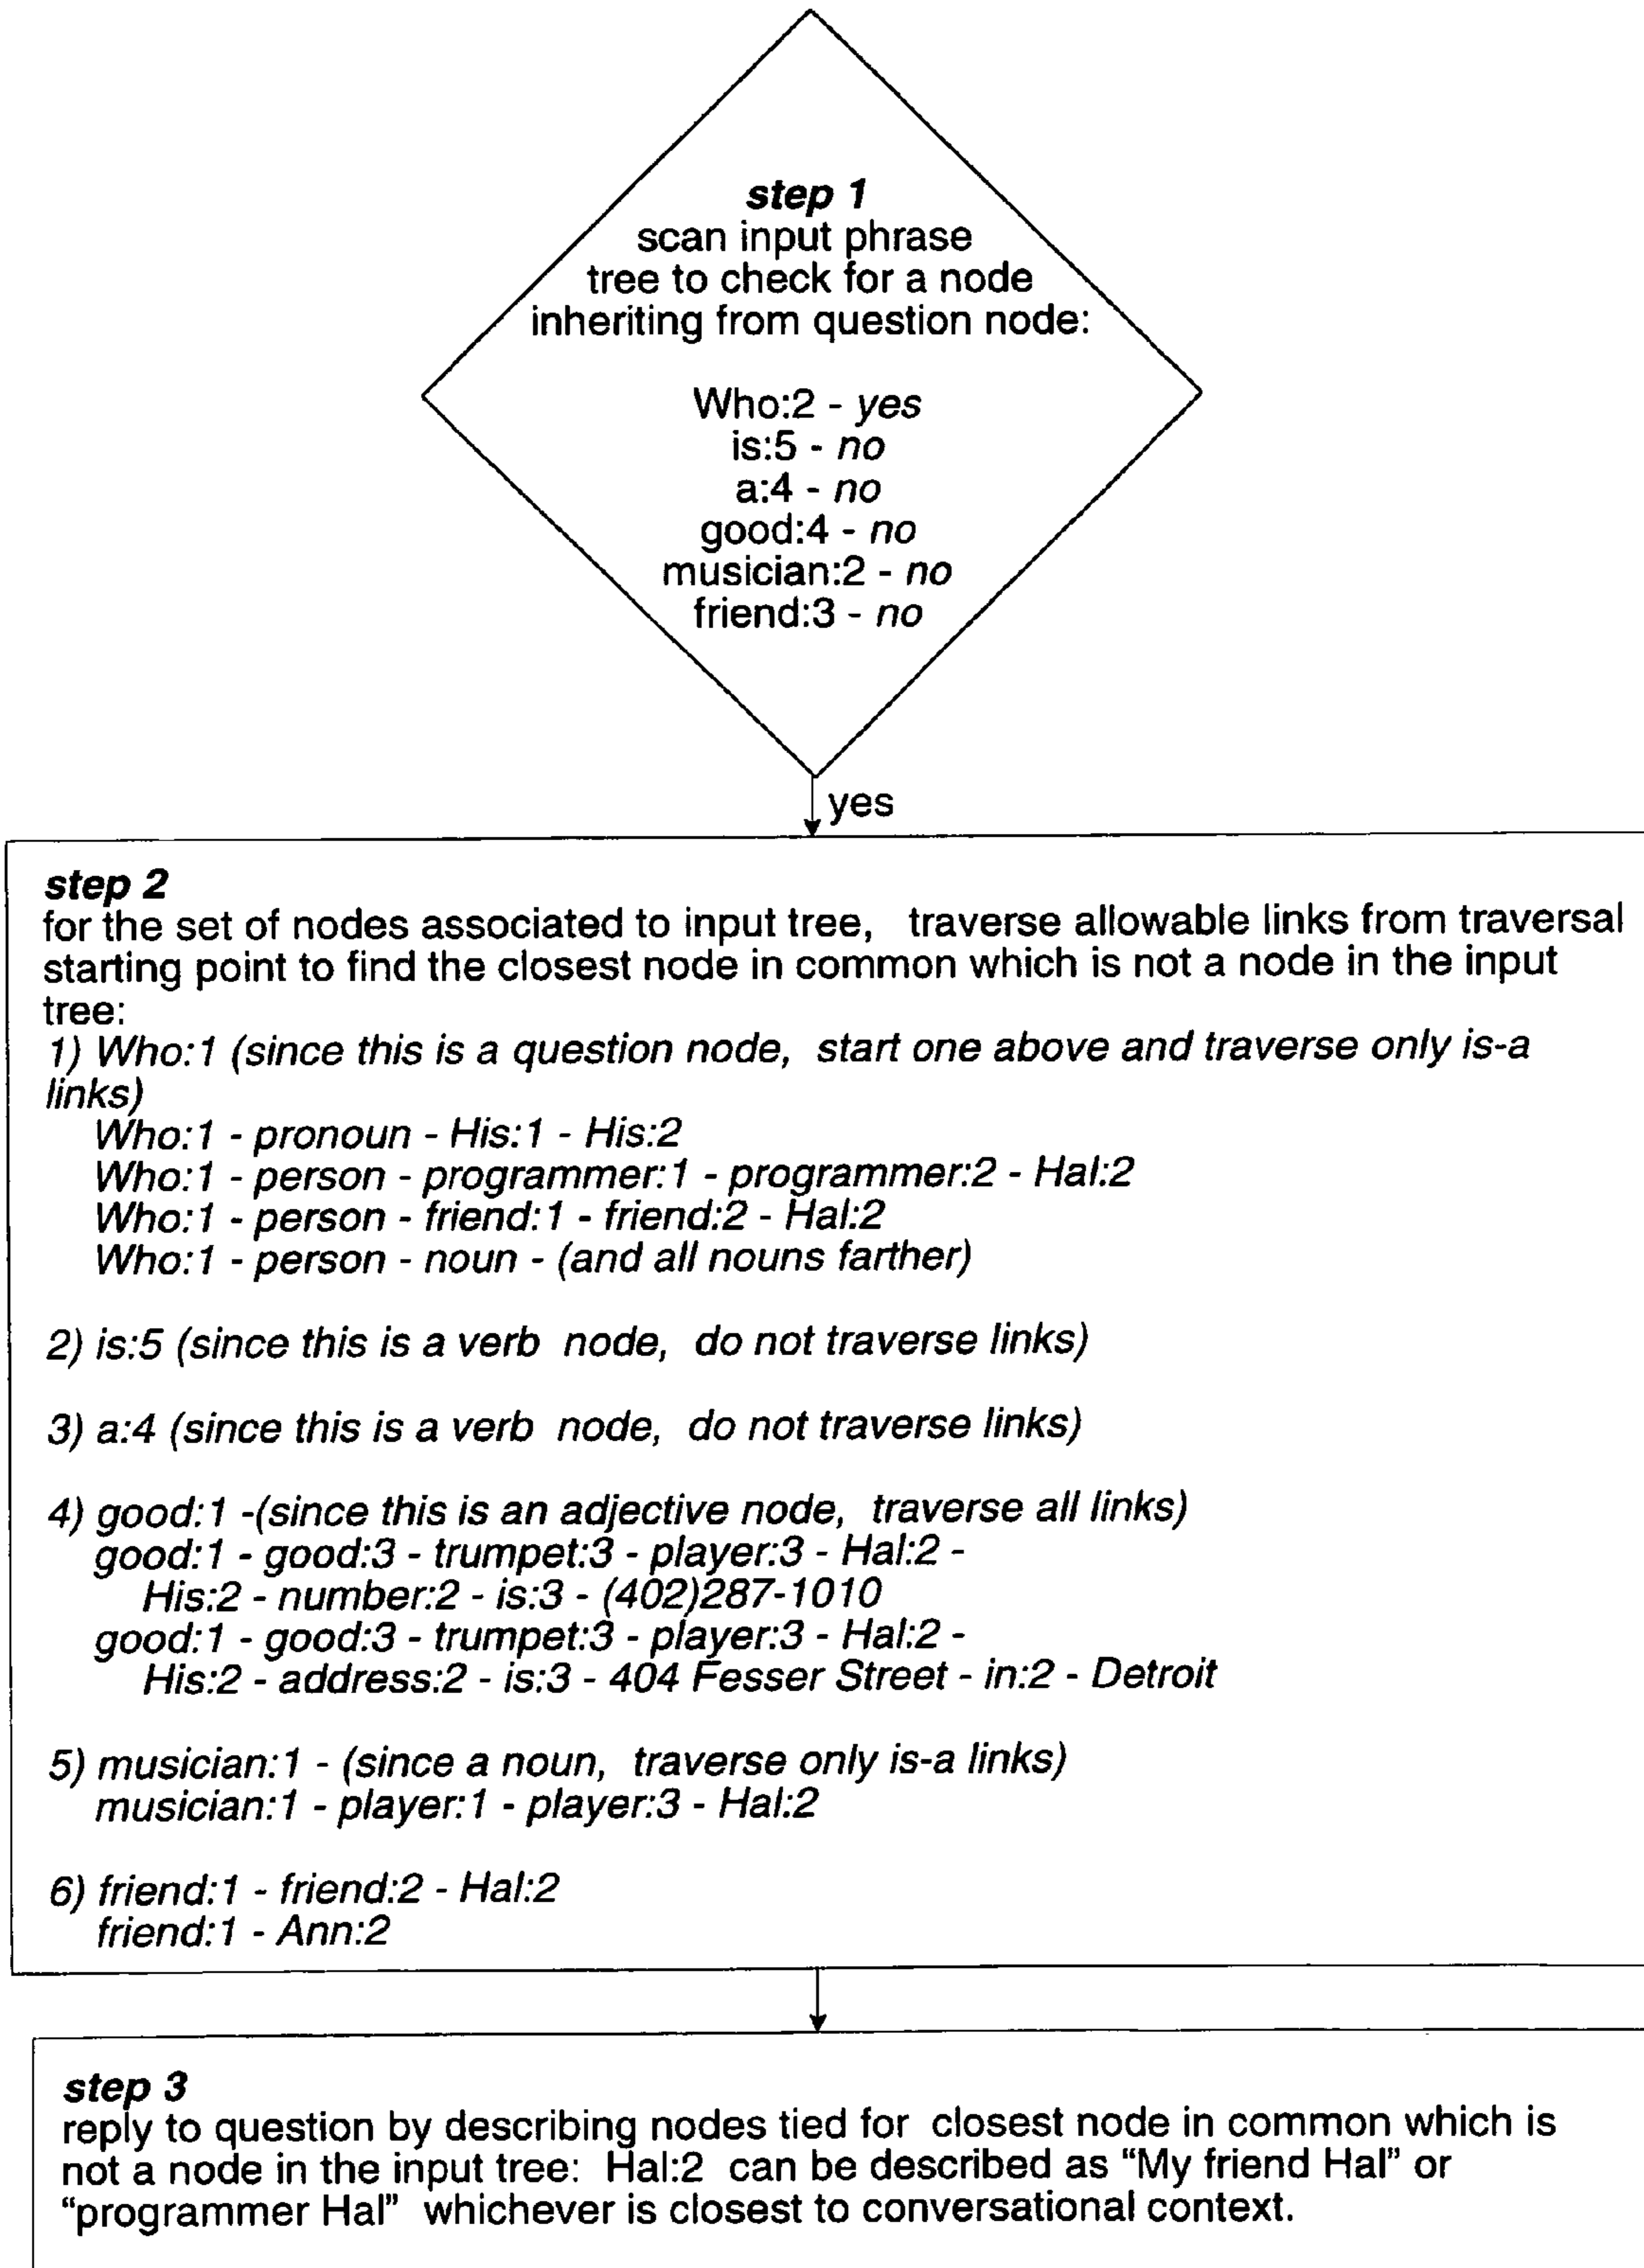 step 1
scan input phrase
tree to check for a node
inheriting from question node:
Who:2 - yes
is:5 - no
a:4 - no
good:4 - no
musician:2 - no
friend:3 - no
yes
step 2
for the set of nodes associated to input tree, traverse allowable links from traversal
starting point to find the closest node in common which is not a node in the input
tree:
1) Who:1 (since this is a question node, start one above and traverse only is-a
links)
Who:1 - pronoun - His:1 - His:2
Who:1 - person - programmer:1 - programmer:2 - Hal:2
Who:1 - person - friend:1 - friend:2 - Hal:2
Who:1 - person - noun - (and all nouns farther)
2) is:5 (since this is a verb node, do not traverse links)
3) a:4 (since this is a verb node, do not traverse links)
4) good:1 -(since this is an adjective node, traverse all links)
good:1 - good:3 - trumpet:3 - player:3 - Hal:2 -
His:2 - number:2 - is:3 - (402)287-1010
good:1 - good:3 - trumpet:3 - player:3 - Hal:2 -
His:2 - address:2 - is:3 - 404 Fesser Street - in:2 - Detroit
5) musician:1 - (since a noun, traverse only is-a links)
musician:1 - player:1 - player:3 - Hal:2
6) friend:1 - friend:2 - Hal:2
friend:1 - Ann:2
step 3
reply to question by describing nodes tied for closest node in common which is
not a node in the input tree: Hal:2 can be described as “My friend Hal” or
“programmer Hal” whichever is closest to conversational context.